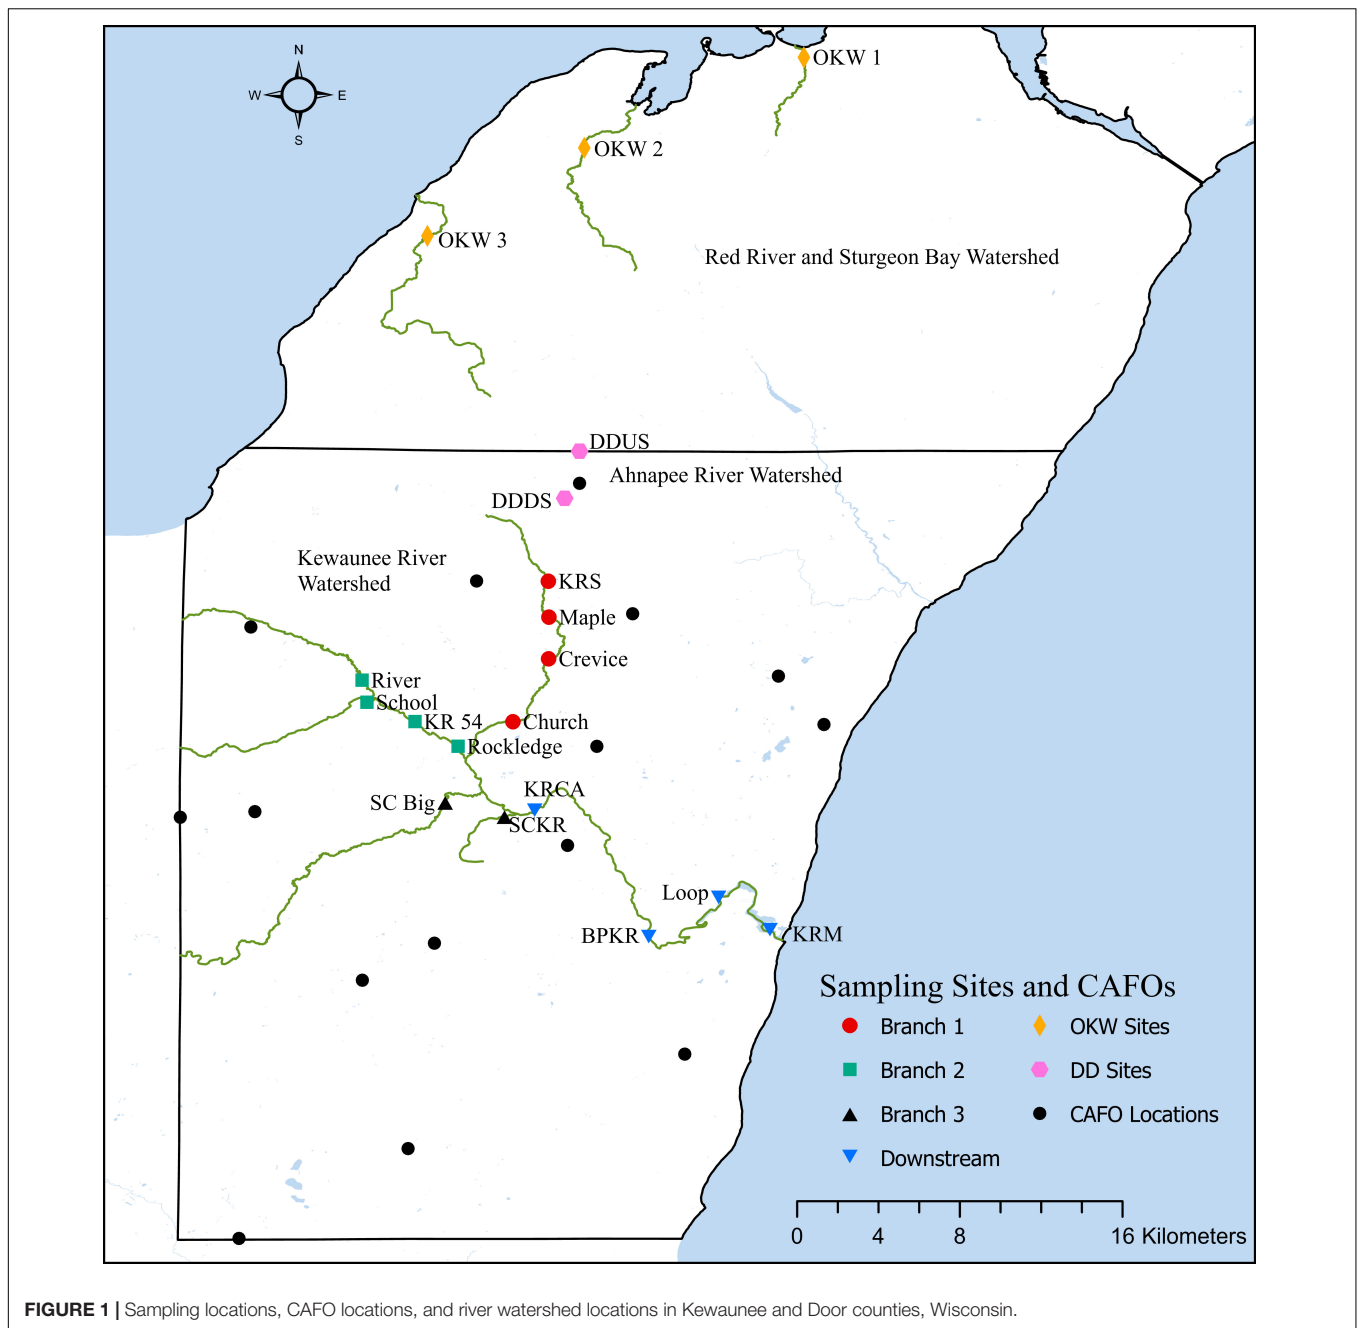 N
W
E
S
OKW 1
OKW 2
OKW 3
Red River and Sturgeon Bay Watershed
DDUS
Ahnapee River Watershed
DDDS
Kewaunee River
Watershed
KRS
Maple
Crevice
River
School
KR 54
Church
Rockledge
KRCA
SC Big
SCKR
Loop
BPKR
KRM
Sampling Sites and CAFOs
Branch 1
OKW Sites
Branch 2
DD Sites
Branch 3
CAFO Locations
Downstream
0 4 8 16 Kilometers
FIGURE 1 | Sampling locations, CAFO locations, and river watershed locations in Kewaunee and Door counties, Wisconsin.